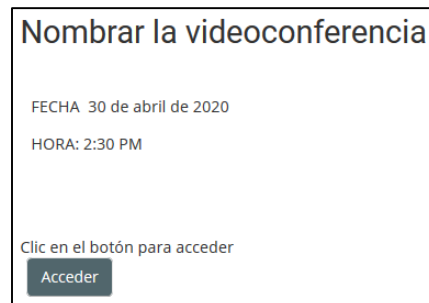 Nombrar la videoconferencia
FECHA 30 de abril de 2020
HORA: 2:30 PM
Clic en el botón para acceder
Acceder